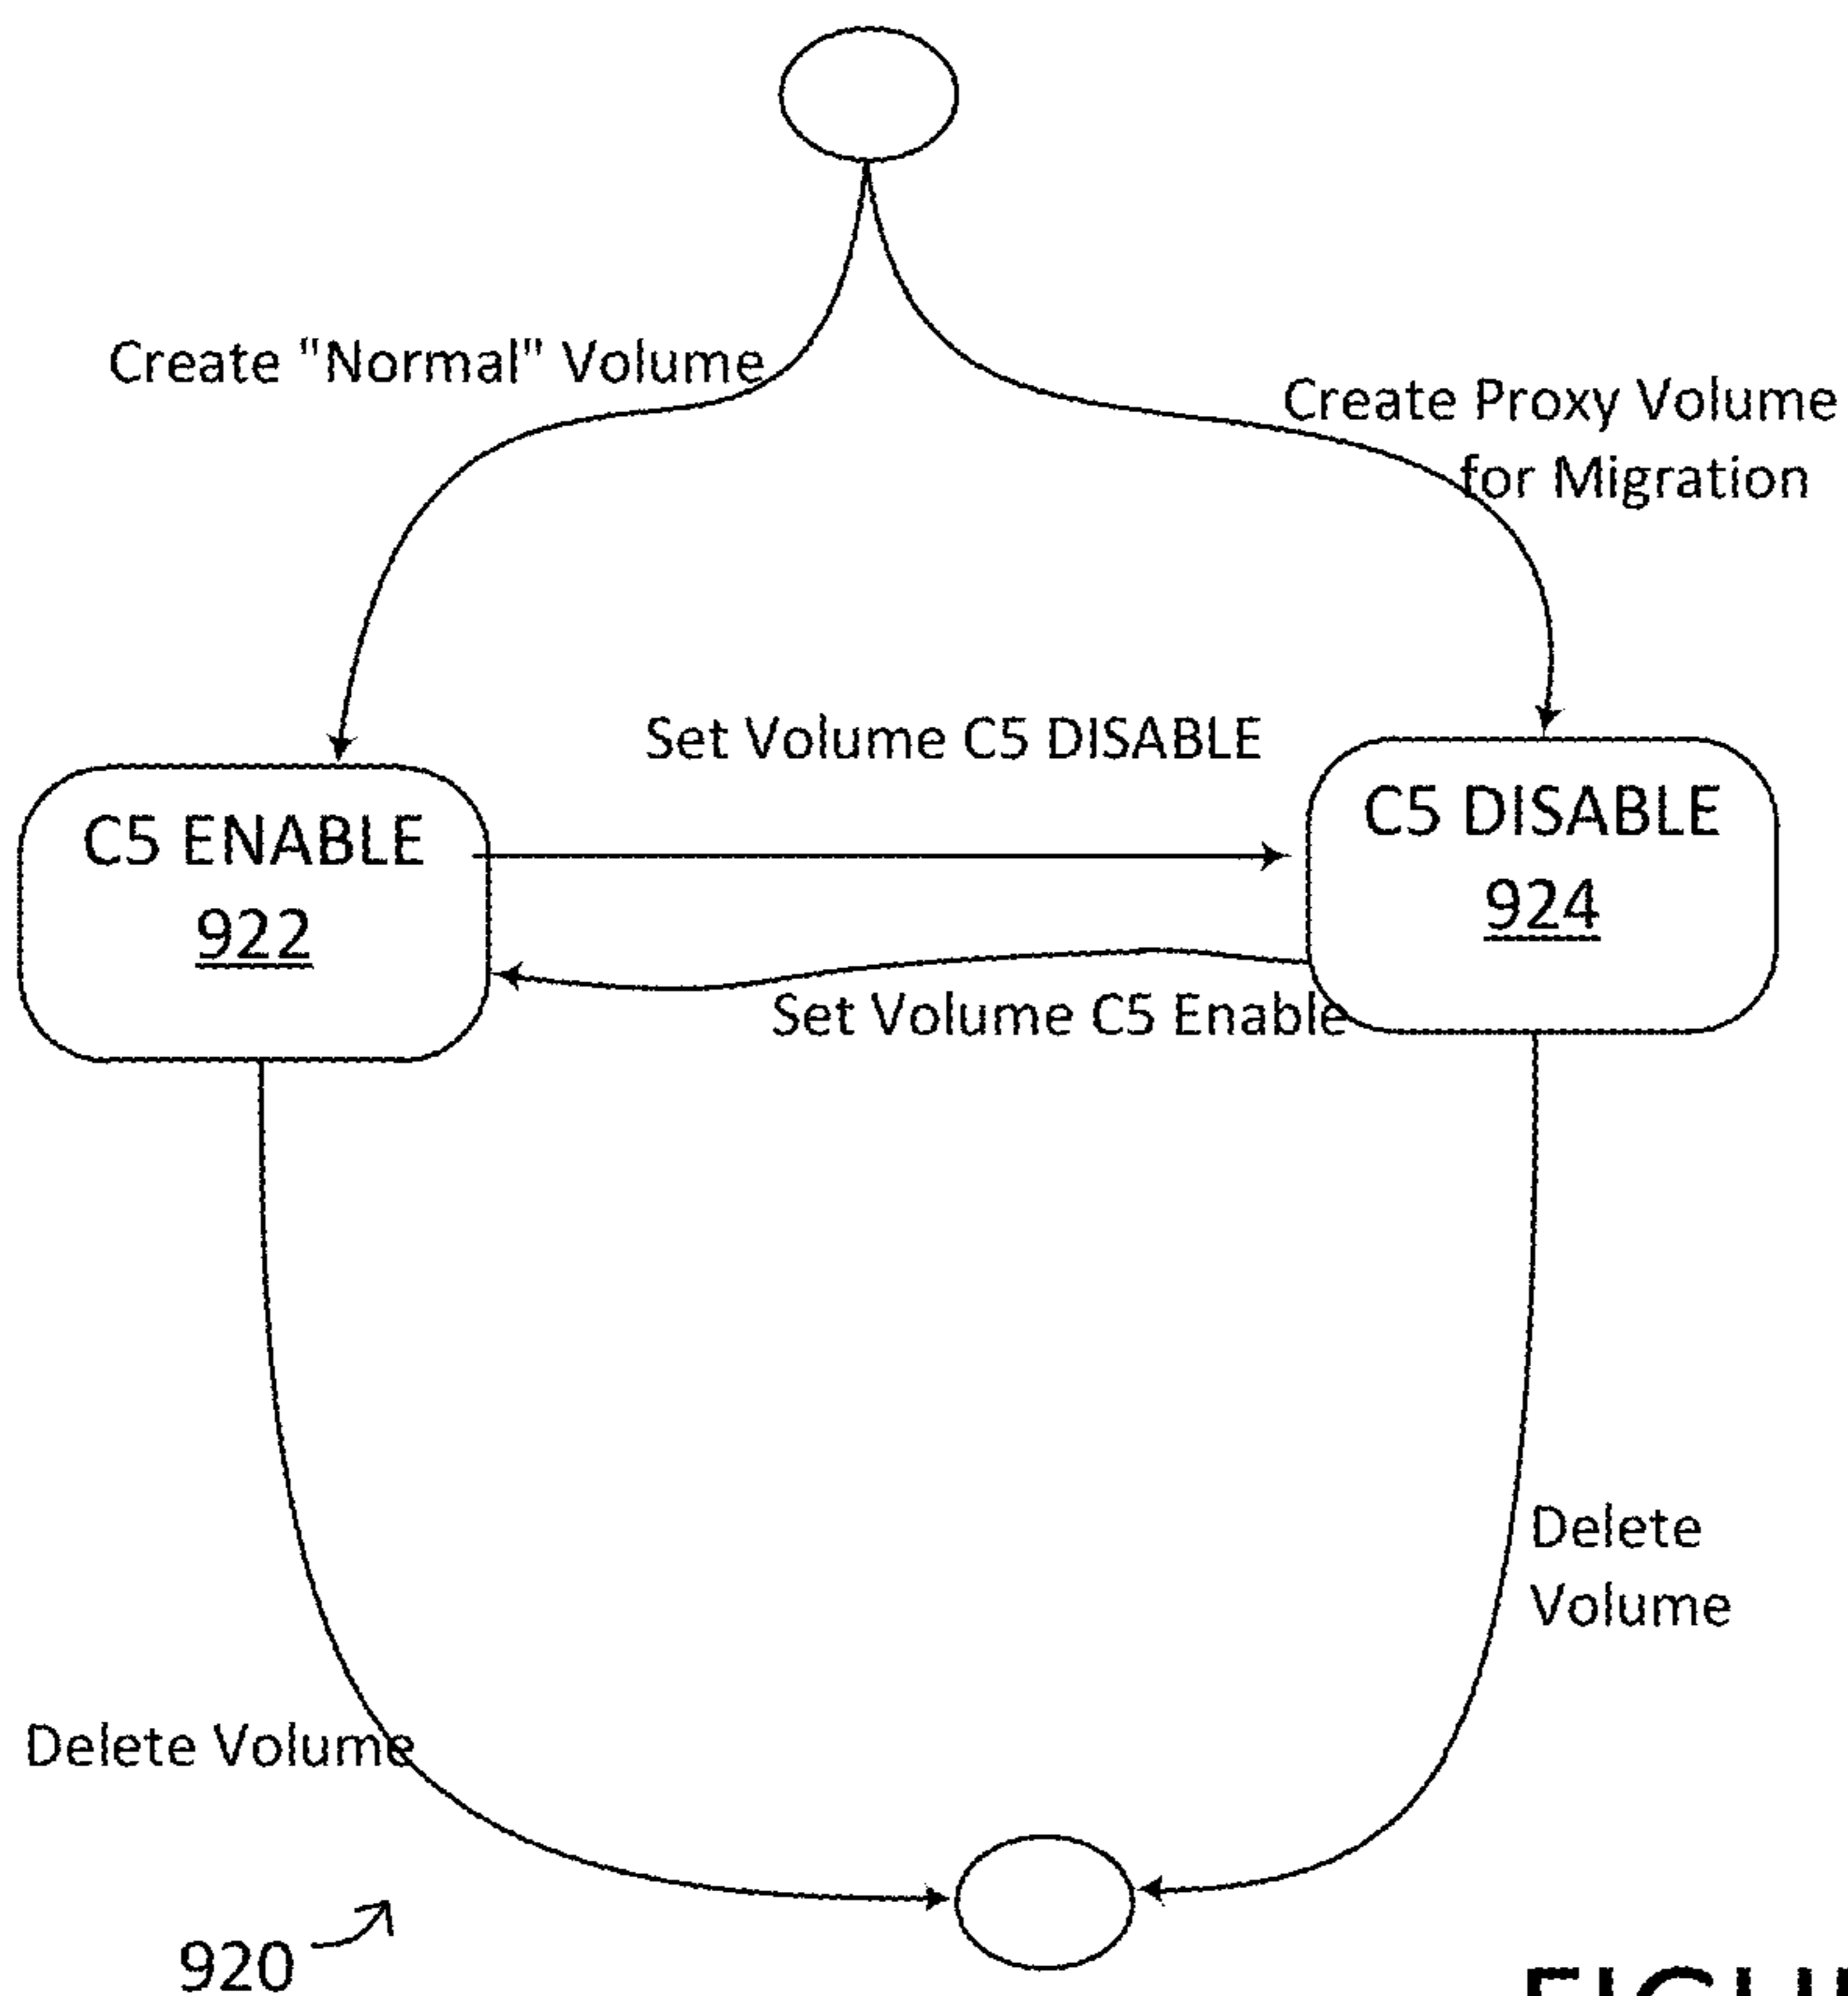 Create "Normal" Volume
Create Proxy Volume
for Migration
Set Volume C5 DISABLE
C5 ENABLE
922
C5 DISABLE
924
Set Volume C5 Enable
Delete
Volume
Delete Volume
920